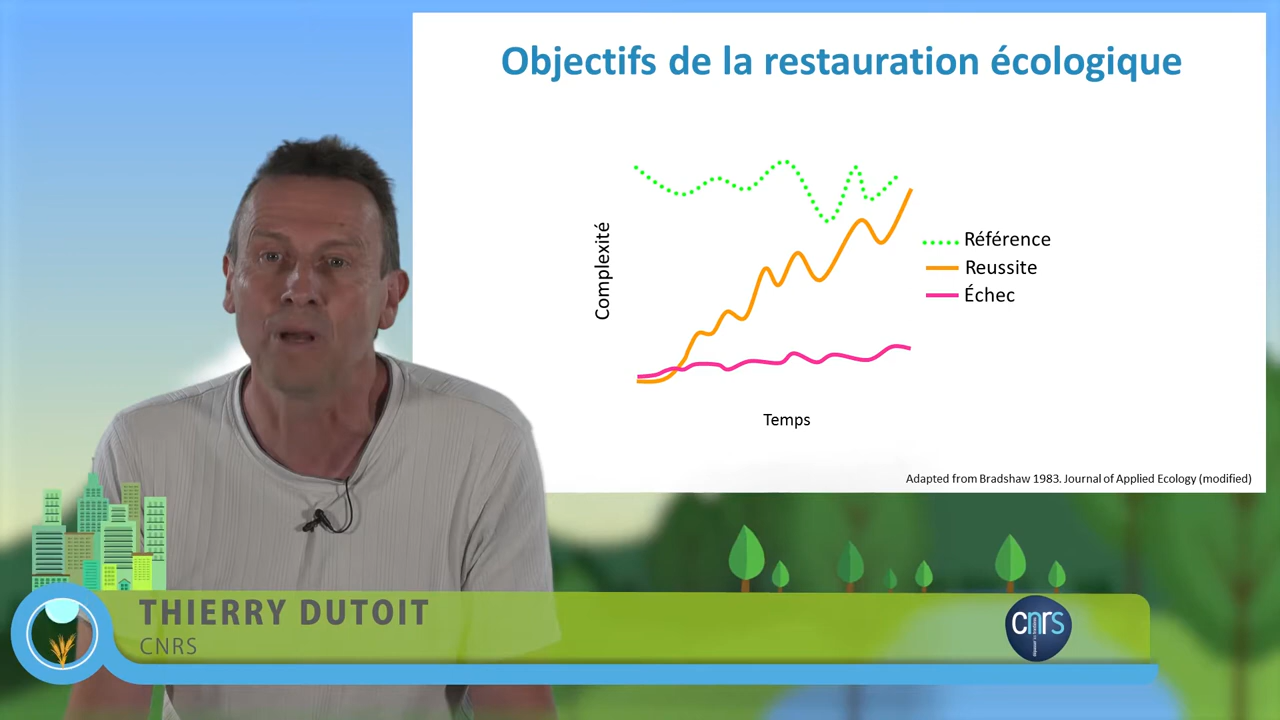 Objectifs de la restauration écologique
Complexité
Référence
Reussite
Échec
Temps
Adapted from Bradshaw 1983. Journal of Applied Ecology (modified)
THIERRY DUTOIT
CNRS
cnrs